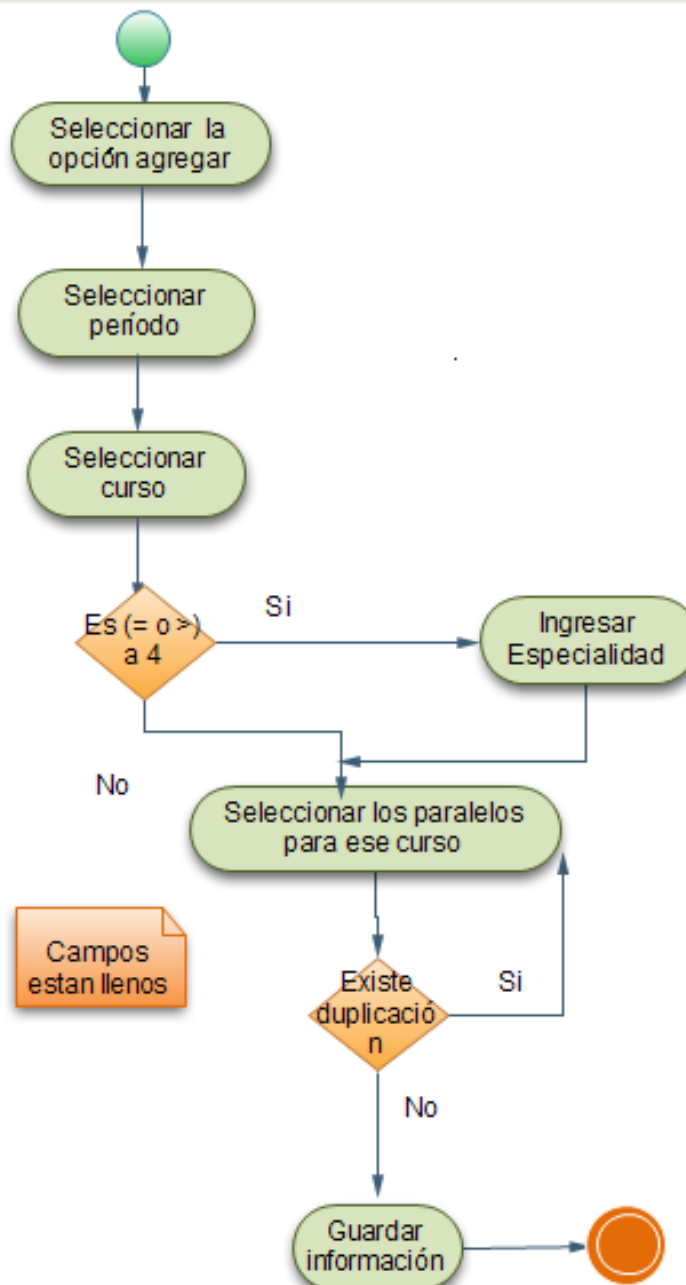 Seleccionar la
opción agregar
Seleccionar
período
Seleccionar
curso
Es (= o >)
a 4
Si
Ingresar
Especialidad
No
Seleccionar los paralelos
para ese curso
Campos
estan llenos
Existe
duplicació
n
Si
No
Guardar
información